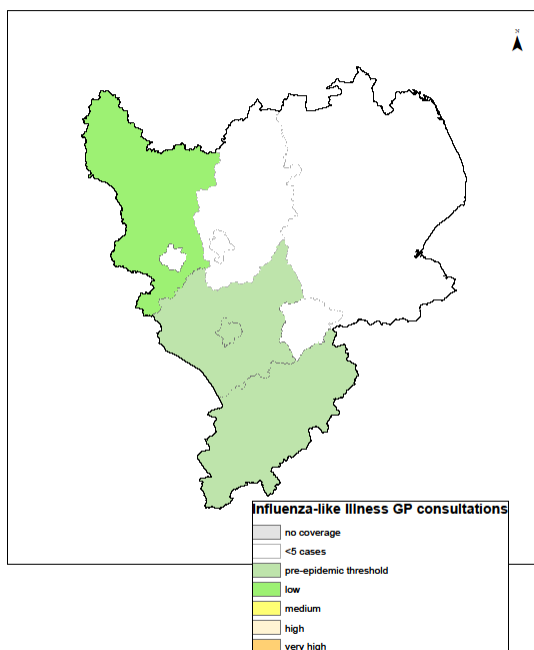 N
Influenza-like Illness GP consultations
no coverage
<5 cases
pre-epidemic threshold
low
medium
high
very high